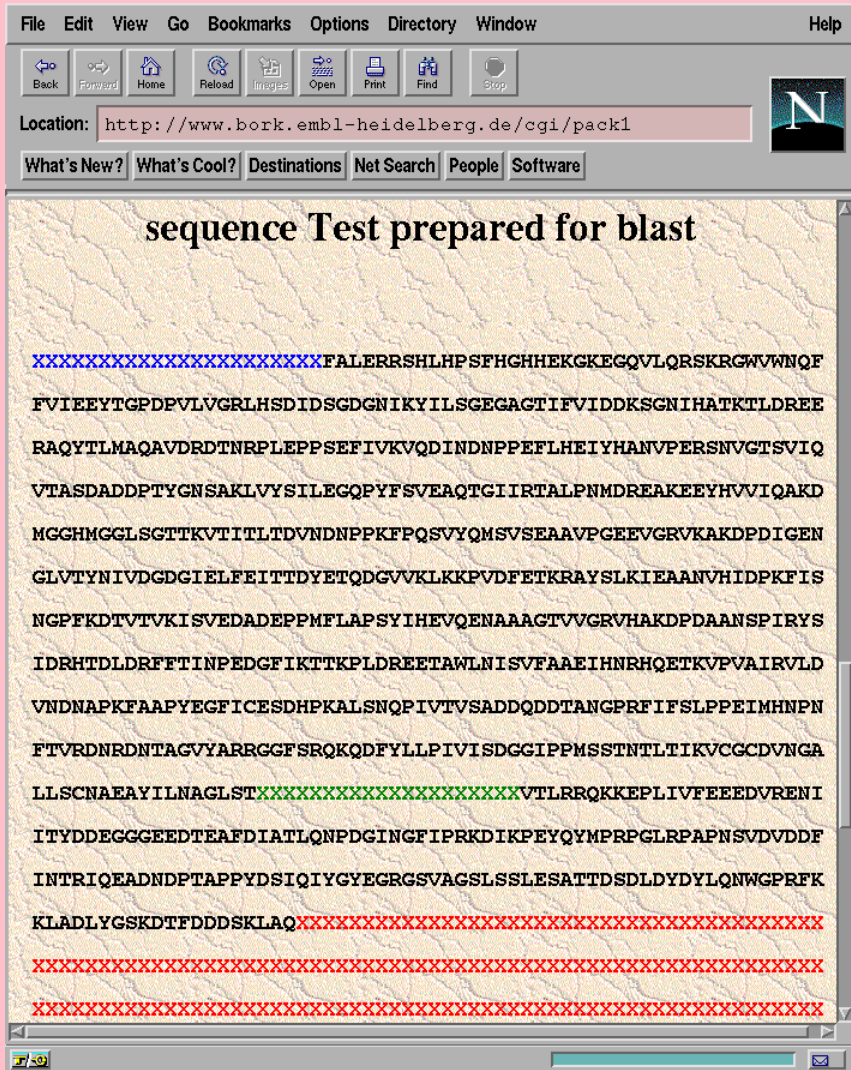 File Edit View Go Bookmarks Options Directory Window Help
Back Forward Home Reload Images Open Print Find Stop
Location: http://www.bork.embl-heidelberg.de/cgi/pack1
N
What's New? What's Cool? Destinations Net Search People Software
sequence Test prepared for blast
XXXXXXXXXXXXXXXXXXXXXXFALERRSHLHPSFHGHHEKGKEGQVLQRSKRGWVWNQF
FVIEEYTGPDPVLVGRLHSDIDSGDGNIKYILSGEGAGTIFVIDDKSGNIHATKTLDREE
RAQYTLMAQAVDRDTNRPLEPPSEFIVKVQDINDNPPEFLHEIYHANVPERSNVGTSVIQ
VTASDADDPTYGNSAKLVYSILEGQPYFSVEAQTGIIRTALPNMDREAKEEYHVVIQAKD
MGGHMGGLSGTTKVTITLTDVNDNPPKFPQSVYQMSVSEAAVPGEEVGRVKAKDPDIGEN
GLVTYNIVDGDGIELFEITTDYETQDGVVKLKKPVDFETKRAYSLKIEAANVHIDPKFIS
NGPFKDTVTVKISVEDADEPPMFLAPSYIHEVQENAAAGTVVGRVHAKDPDAANSPIRYS
IDRHTDLDRFFTINPEDGFIKTTKPLDREETAWLNISVFAAEIHNRHQETKVPVAIRVLD
VNDNAPKFAAPYEGFICESDHPKALSNQPIVTVSADDQDDTANGPRFIFSLPPEIMHNPN
FTVRDNRDNTAGVYARRGGFSRQKQDFYLLPIVISDGGIPPMSSTNTLTIKVCGCDVNGA
LLSCNAEAYILNAGLSTXXXXXXXXXXXXXXXXXXXXVTLRRQKKEPLIVFEEEDVRENI
ITYDDEGGGEEDTEAFDIATLQNPDGINGFIPRKDIKPEYQYMPRPGLRPAPNSVDVDDF
INTRIQEADNDPTAPPYDSIQIYGYEGRGSVAGSLSSLESATTDSDLDYDYLQNWGPRFK
KLADLYGSKDTFDDDSKLAQXXXXXXXXXXXXXXXXXXXXXXXXXXXXXXXXXXXXXXXX
XXXXXXXXXXXXXXXXXXXXXXXXXXXXXXXXXXXXXXXXXXXXXXXXXXXXXXXXXXXX
XXXXXXXXXXXXXXXXXXXXXXXXXXXXXXXXXXXXXXXXXXXXXXXXXXXXXXXXXXXX